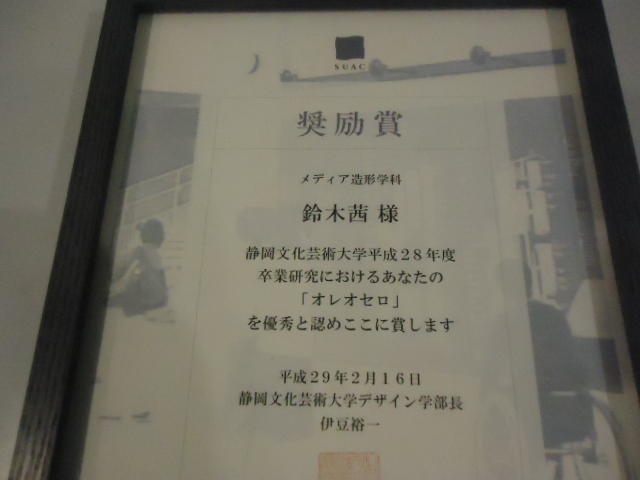 SUAC
奨励賞
メディア造形学科
鈴木茜 様
静岡文化芸術大学平成28年度
卒業研究におけるあなたの
「オレオセロ」
を優秀と認めここに賞します
平成29年2月16日
静岡文化芸術大学デザイン学部長
伊豆裕一